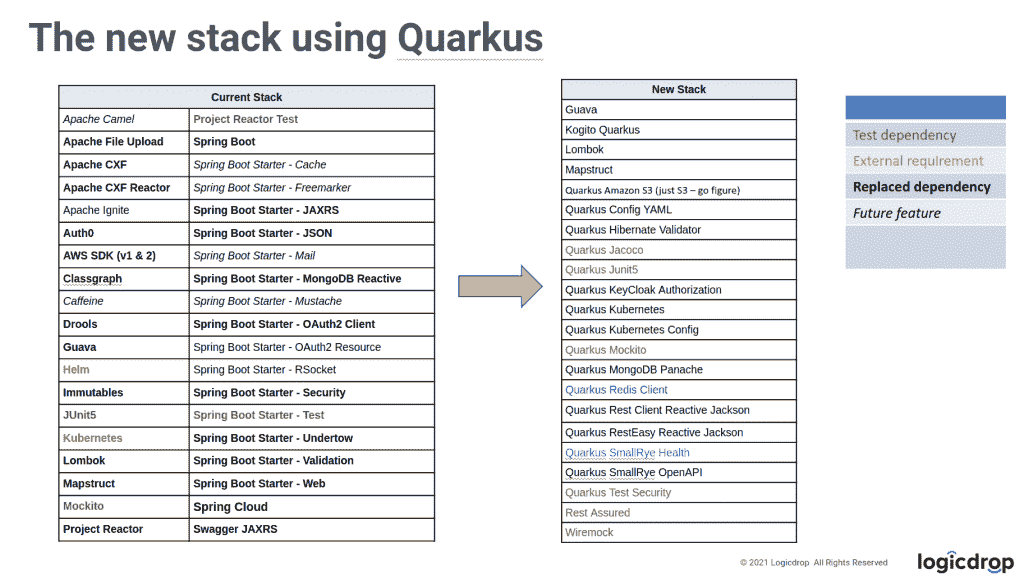 The new stack using Quarkus
Current Stack
Apache Camel Project Reactor Test
Apache File Upload Spring Boot
Apache CXF Spring Boot Starter - Cache
Apache CXF Reactor Spring Boot Starter - Freemarker
Apache Ignite Spring Boot Starter - JAXRS
Auth0 Spring Boot Starter - JSON
AWS SDK (v1 & 2) Spring Boot Starter - Mail
Classgraph Spring Boot Starter - MongoDB Reactive
Caffeine Spring Boot Starter - Mustache
Drools Spring Boot Starter - OAuth2 Client
Guava Spring Boot Starter - OAuth2 Resource
Helm Spring Boot Starter - RSocket
Immutables Spring Boot Starter - Security
JUnit5 Spring Boot Starter - Test
Kubernetes Spring Boot Starter - Undertow
Lombok Spring Boot Starter - Validation
Mapstruct Spring Boot Starter - Web
Mockito Spring Cloud
Project Reactor Swagger JAXRS
New Stack
Guava
Kogito Quarkus
Lombok
Mapstruct
Quarkus Amazon S3 (just S3 – go figure)
Quarkus Config YAML
Quarkus Hibernate Validator
Quarkus Jacoco
Quarkus Junit5
Quarkus KeyCloak Authorization
Quarkus Kubernetes
Quarkus Kubernetes Config
Quarkus Mockito
Quarkus MongoDB Panache
Quarkus Redis Client
Quarkus Rest Client Reactive Jackson
Quarkus RestEasy Reactive Jackson
Quarkus SmallRye Health
Quarkus SmallRye OpenAPI
Quarkus Test Security
Rest Assured
Wiremock
Test dependency
External requirement
Replaced dependency
Future feature
© 2021 Logicdrop All Rights Reserved
logicdrop